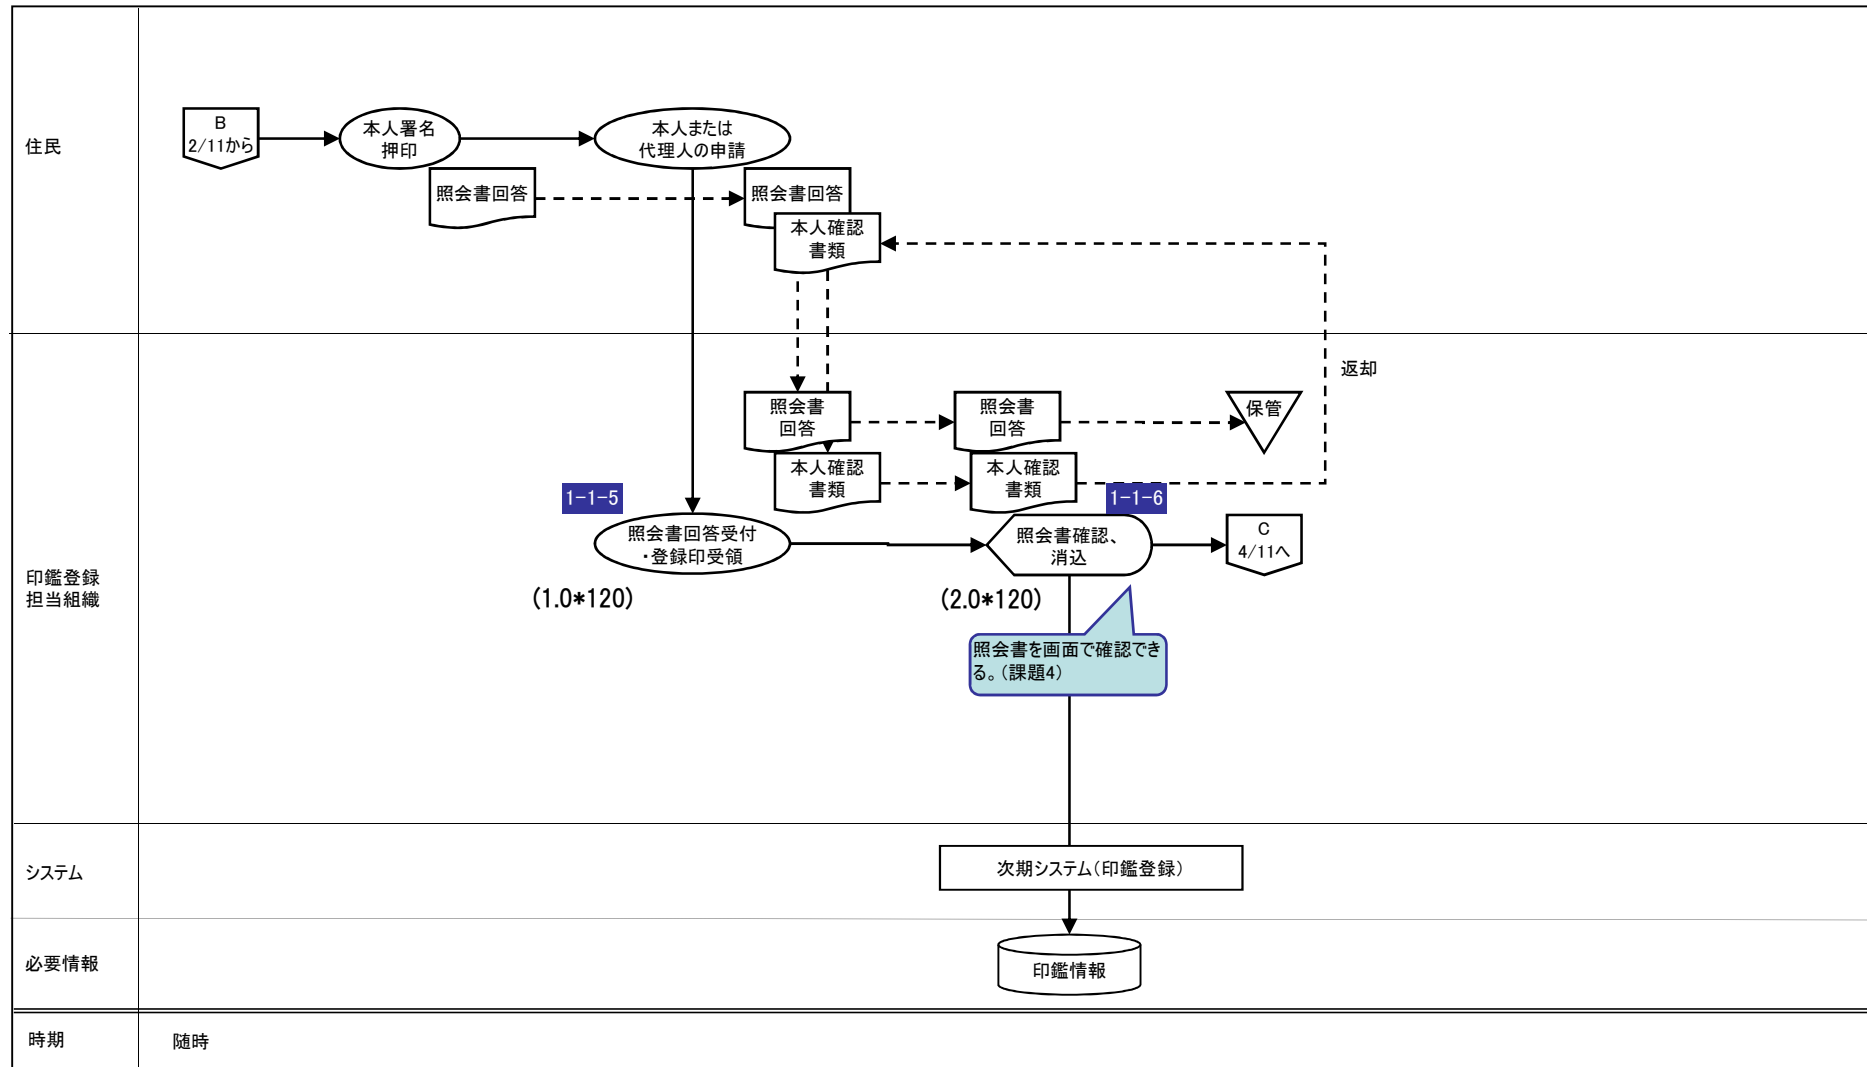 住民
B
2/11から
本人署名
押印
本人または
代理人の申請
照会書回答
照会書回答
本人確認
書類
返却
照会書
回答
照会書
回答
保管
本人確認
書類
本人確認
書類
1-1-5
1-1-6
印鑑登録
担当組織
照会書回答受付
・登録印受領
照会書確認、
消込
C
4/11へ
(1.0*120)
(2.0*120)
照会書を画面で確認でき
る。(課題4)
システム
次期システム(印鑑登録)
必要情報
印鑑情報
時期
随時